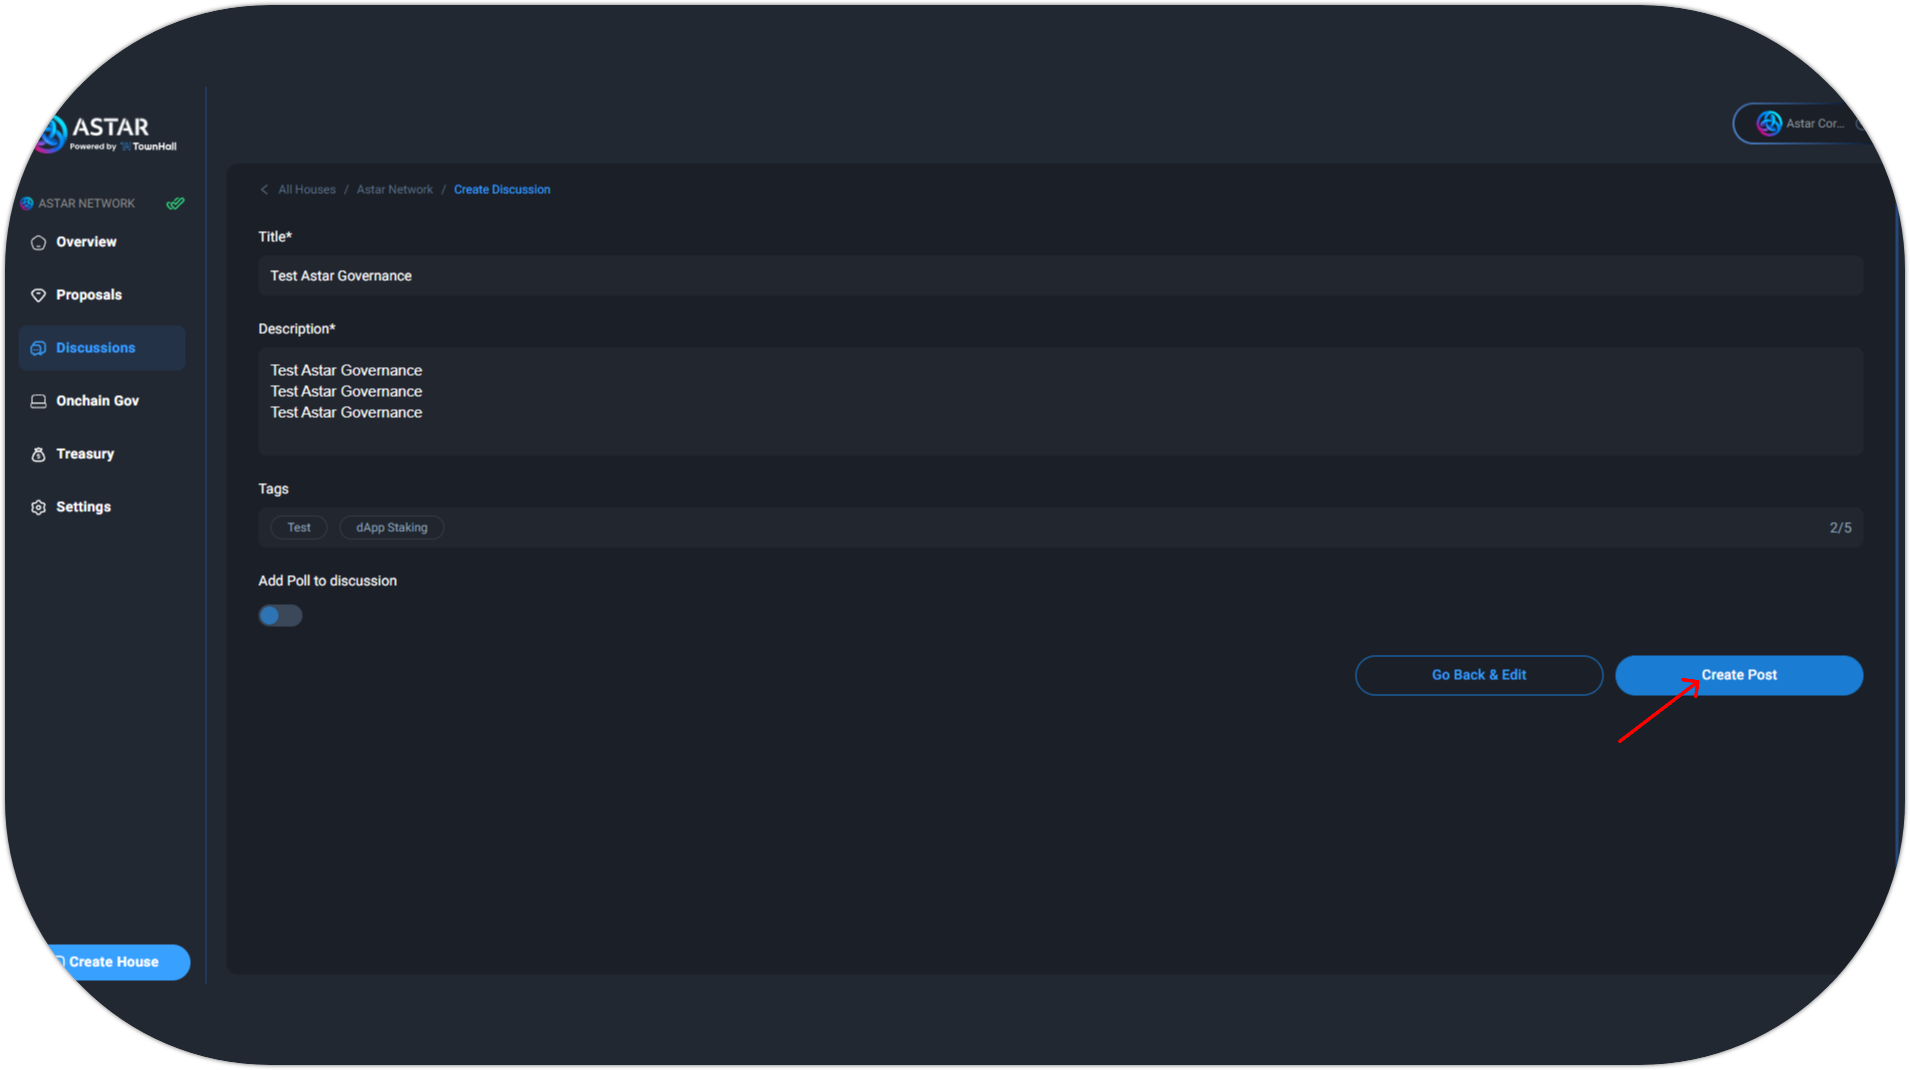 ASTAR
Powered by TownHall
Astar Cor...
ASTAR NETWORK
Overview
Proposals
Discussions
Onchain Gov
Treasury
Settings
Create House
All Houses / Astar Network / Create Discussion
Title*
Test Astar Governance
Description*
Test Astar Governance
Test Astar Governance
Test Astar Governance
Tags
Test dApp Staking 2/5
Add Poll to discussion
Go Back & Edit Create Post